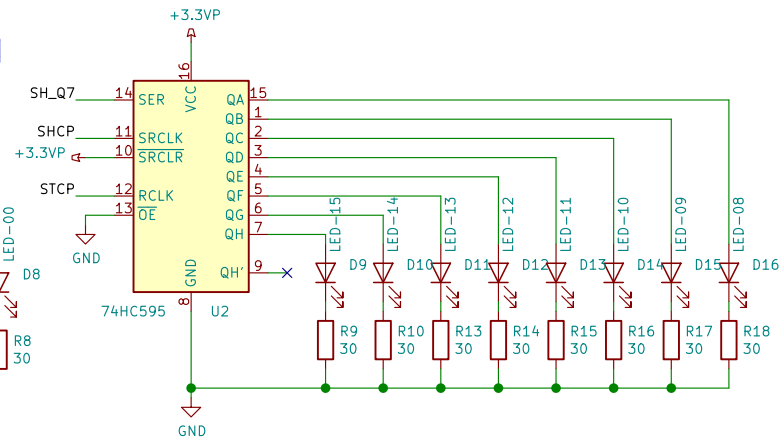 +3.3VP
16
VCC
SH_Q7
14
SER
QA
15
QB
1
SHCP
11
SRCLK
QC
2
+3.3VP
10
SRCLR
QD
3
QE
4
STCP
12
RCLK
QF
5
13
OE
QG
6
QH
7
GND
QH'
9
GND
8
74HC595
U2
GND
LED-00
D8
R8
30
LED-15
LED-14
LED-13
LED-12
LED-11
LED-10
LED-09
LED-08
D9
D10
D11
D12
D13
D14
D15
D16
R9
30
R10
30
R13
30
R14
30
R15
30
R16
30
R17
30
R18
30